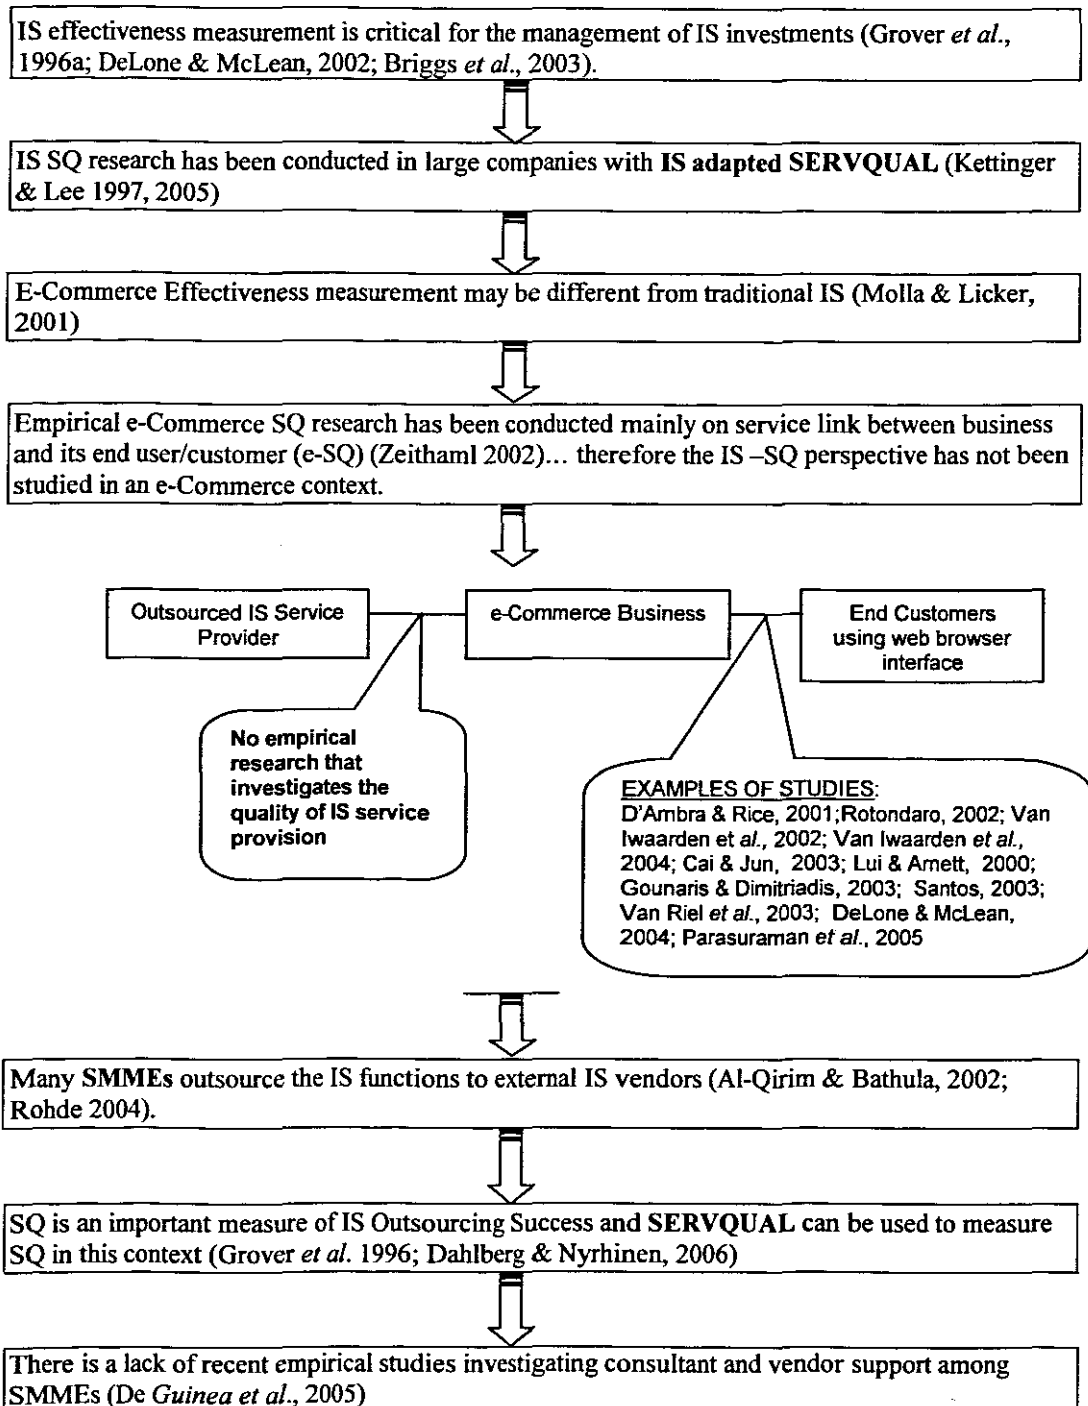 IS effectiveness measurement is critical for the management of IS investments (Grover et al.,
1996a; DeLone & McLean, 2002; Briggs et al., 2003).
IS SQ research has been conducted in large companies with IS adapted SERVQUAL (Kettinger
& Lee 1997, 2005)
E-Commerce Effectiveness measurement may be different from traditional IS (Molla & Licker,
2001)
Empirical e-Commerce SQ research has been conducted mainly on service link between business
and its end user/customer (e-SQ) (Zeithaml 2002)... therefore the IS –SQ perspective has not been
studied in an e-Commerce context.
Outsourced IS Service
Provider
e-Commerce Business
End Customers
using web browser
interface
No empirical
research that
investigates the
quality of IS service
provision
EXAMPLES OF STUDIES:
D'Ambra & Rice, 2001;Rotondaro, 2002; Van
Iwaarden et al., 2002; Van Iwaarden et al.,
2004; Cai & Jun, 2003; Lui & Arnett, 2000;
Gounaris & Dimitriadis, 2003; Santos, 2003;
Van Riel et al., 2003; DeLone & McLean,
2004; Parasuraman et al., 2005
Many SMMEs outsource the IS functions to external IS vendors (Al-Qirim & Bathula, 2002;
Rohde 2004).
SQ is an important measure of IS Outsourcing Success and SERVQUAL can be used to measure
SQ in this context (Grover et al. 1996; Dahlberg & Nyrhinen, 2006)
There is a lack of recent empirical studies investigating consultant and vendor support among
SMMEs (De Guinea et al., 2005)